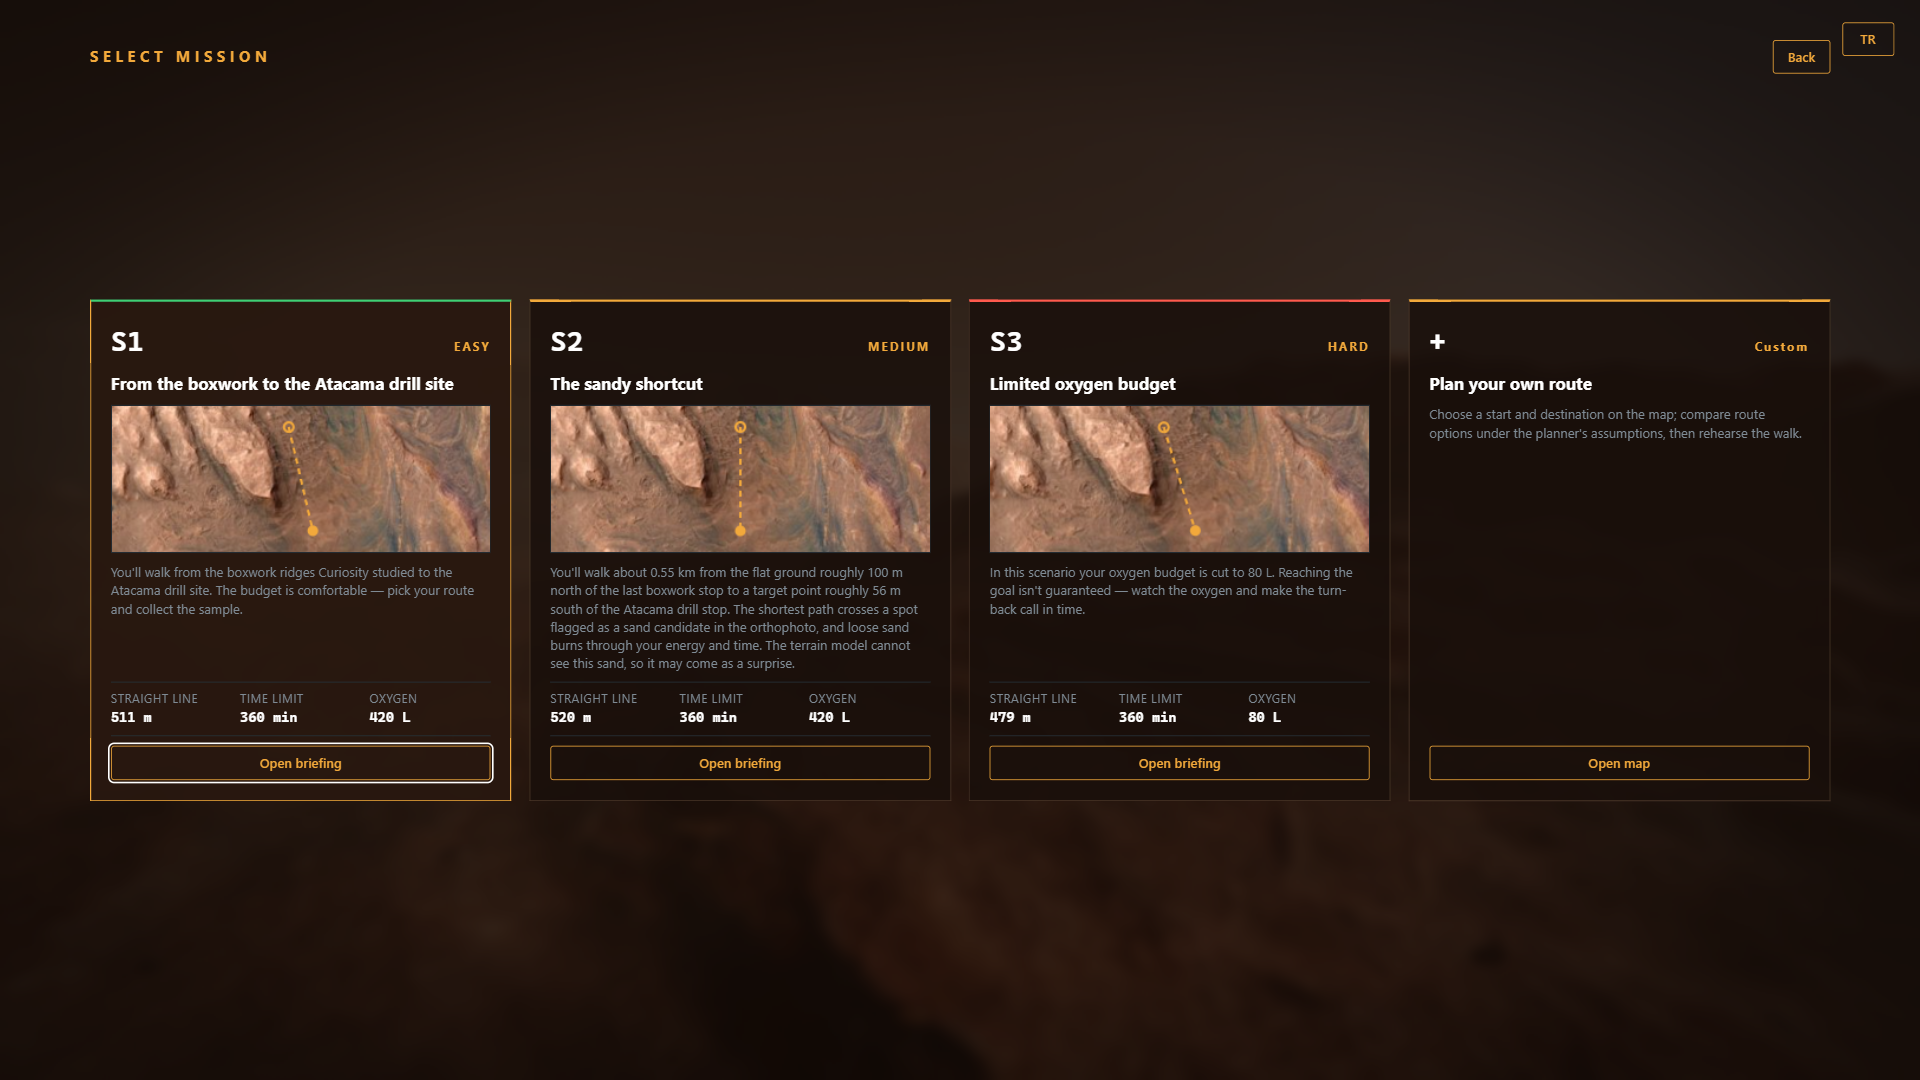 SELECT MISSION
Back
TR
S1
EASY
From the boxwork to the Atacama drill site
You'll walk from the boxwork ridges Curiosity studied to the
Atacama drill site. The budget is comfortable — pick your route
and collect the sample.
STRAIGHT LINE TIME LIMIT OXYGEN
511 m 360 min 420 L
Open briefing
S2
MEDIUM
The sandy shortcut
You'll walk about 0.55 km from the flat ground roughly 100 m
north of the last boxwork stop to a target point roughly 56 m
south of the Atacama drill stop. The shortest path crosses a spot
flagged as a sand candidate in the orthophoto, and loose sand
burns through your energy and time. The terrain model cannot
see this sand, so it may come as a surprise.
STRAIGHT LINE TIME LIMIT OXYGEN
520 m 360 min 420 L
Open briefing
S3
HARD
Limited oxygen budget
In this scenario your oxygen budget is cut to 80 L. Reaching the
goal isn't guaranteed — watch the oxygen and make the turn-
back call in time.
STRAIGHT LINE TIME LIMIT OXYGEN
479 m 360 min 80 L
Open briefing
+
Custom
Plan your own route
Choose a start and destination on the map; compare route
options under the planner's assumptions, then rehearse the walk.
Open map